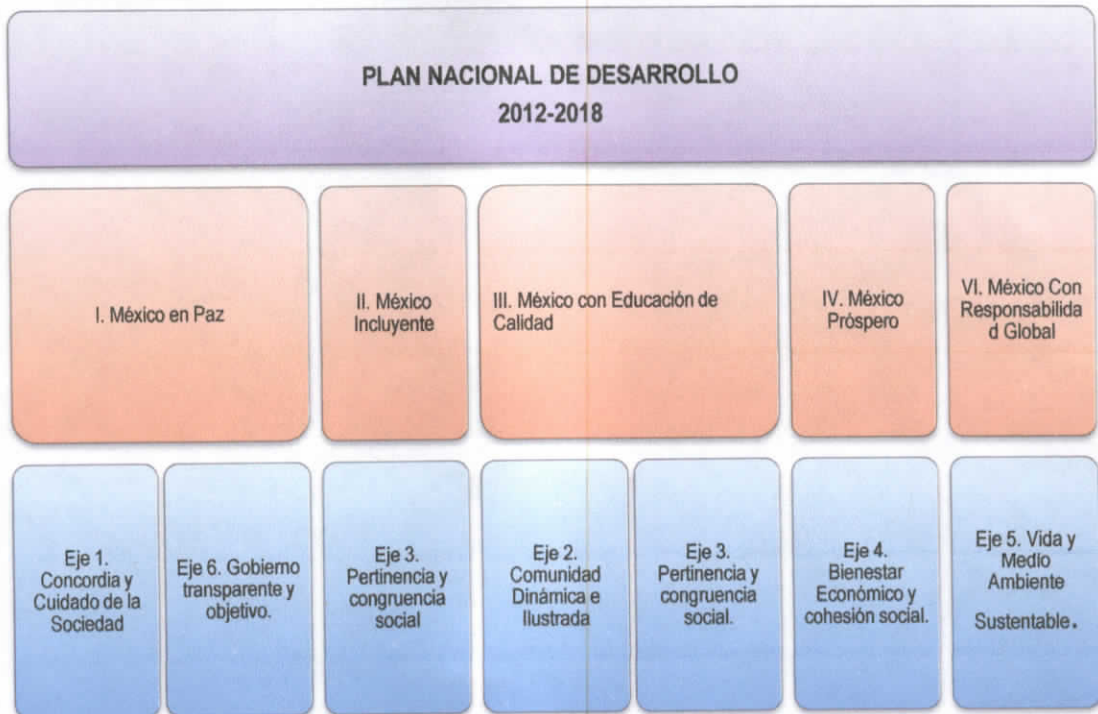 PLAN NACIONAL DE DESARROLLO
2012-2018
I. México en Paz
II. México
Incluyente
III. México con Educación de
Calidad
IV. México
Próspero
VI. México Con
Responsabilida
d Global
Eje 1.
Concordia y
Cuidado de la
Sociedad
Eje 6. Gobierno
transparente y
objetivo.
Eje 3.
Pertinencia y
congruencia
social
Eje 2.
Comunidad
Dinámica e
Ilustrada
Eje 3.
Pertinencia y
congruencia
social.
Eje 4.
Bienestar
Económico y
cohesión social.
Eje 5. Vida y
Medio
Ambiente
Sustentable.